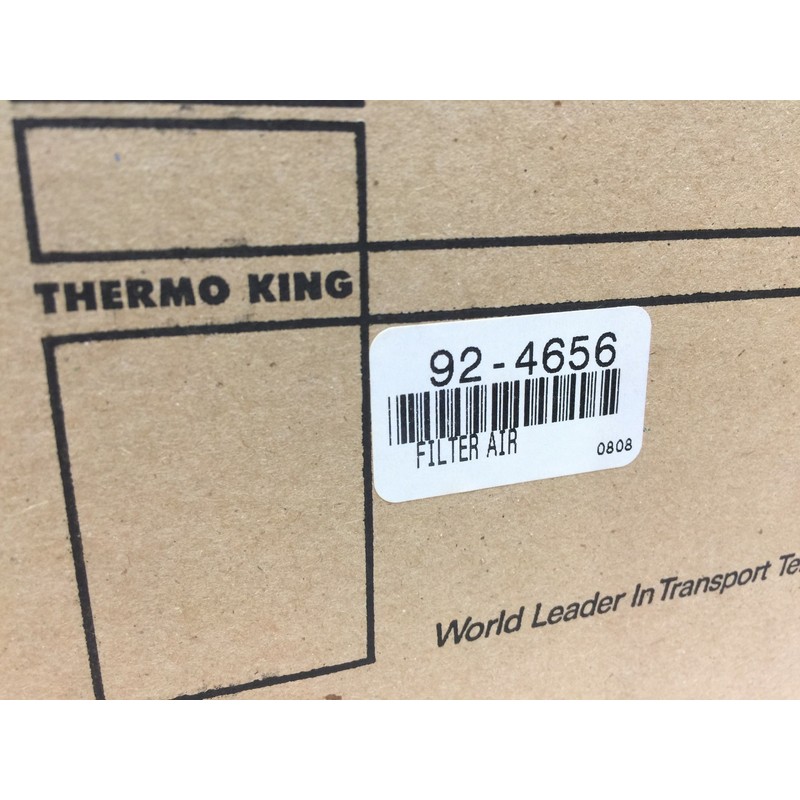 THERMO KING
92-4656
FILTER AIR
0808
World Leader In Transport